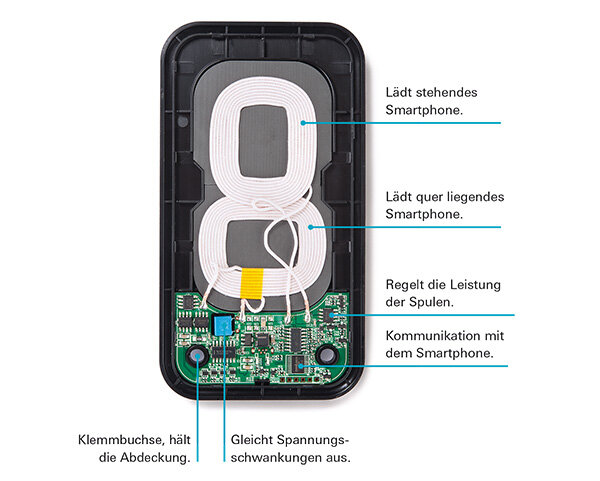 Lädt stehendes
Smartphone.
Lädt quer liegendes
Smartphone.
Regelt die Leistung
der Spulen.
Kommunikation mit
dem Smartphone.
Klemmbuchse, hält
die Abdeckung.
Gleicht Spannungs-
schwankungen aus.